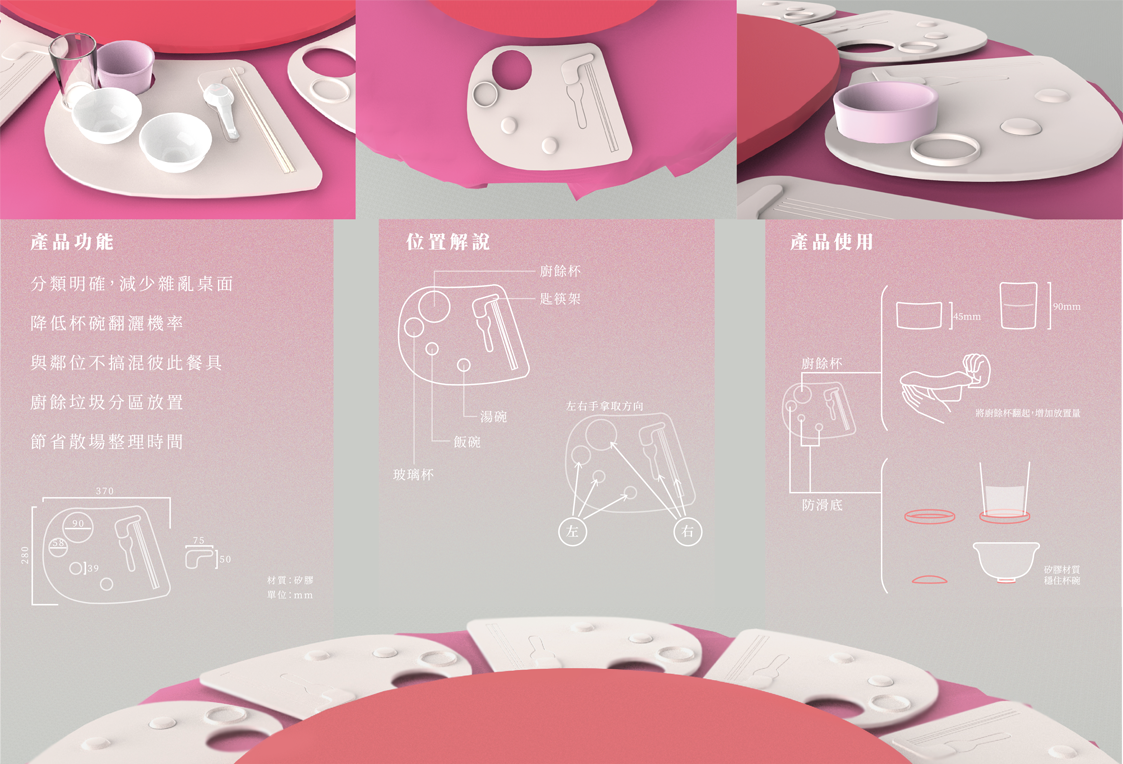 產品功能
分類明確，減少雜亂桌面
降低杯碗翻灑機率
與鄰位不搞混彼此餐具
廚餘垃圾分區放置
節省散場整理時間
370
280
90
58
39
75
50
材質：矽膠
單位：mm
位置解說
廚餘杯
匙筷架
湯碗
飯碗
玻璃杯
左右手拿取方向
左
右
產品使用
45mm
90mm
廚餘杯
將廚餘杯翻起，增加放置量
防滑底
矽膠材質
穩住杯碗